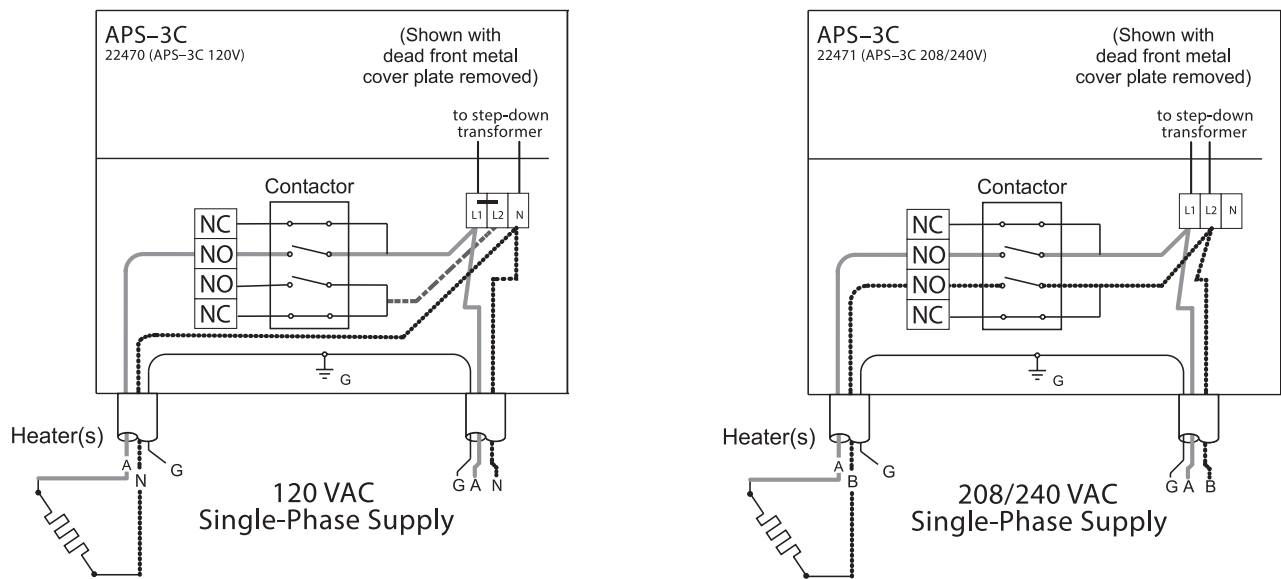 APS–3C
22470 (APS–3C 120V)
(Shown with
dead front metal
cover plate removed)
to step-down
transformer
Contactor
L1 L2 N
NC
NO
NO
NC
G
Heater(s)
A
N
G
G A N
120 VAC
Single-Phase Supply
APS–3C
22471 (APS–3C 208/240V)
(Shown with
dead front metal
cover plate removed)
to step-down
transformer
Contactor
L1 L2 N
NC
NO
NO
NC
G
Heater(s)
A
B
G
G A B
208/240 VAC
Single-Phase Supply